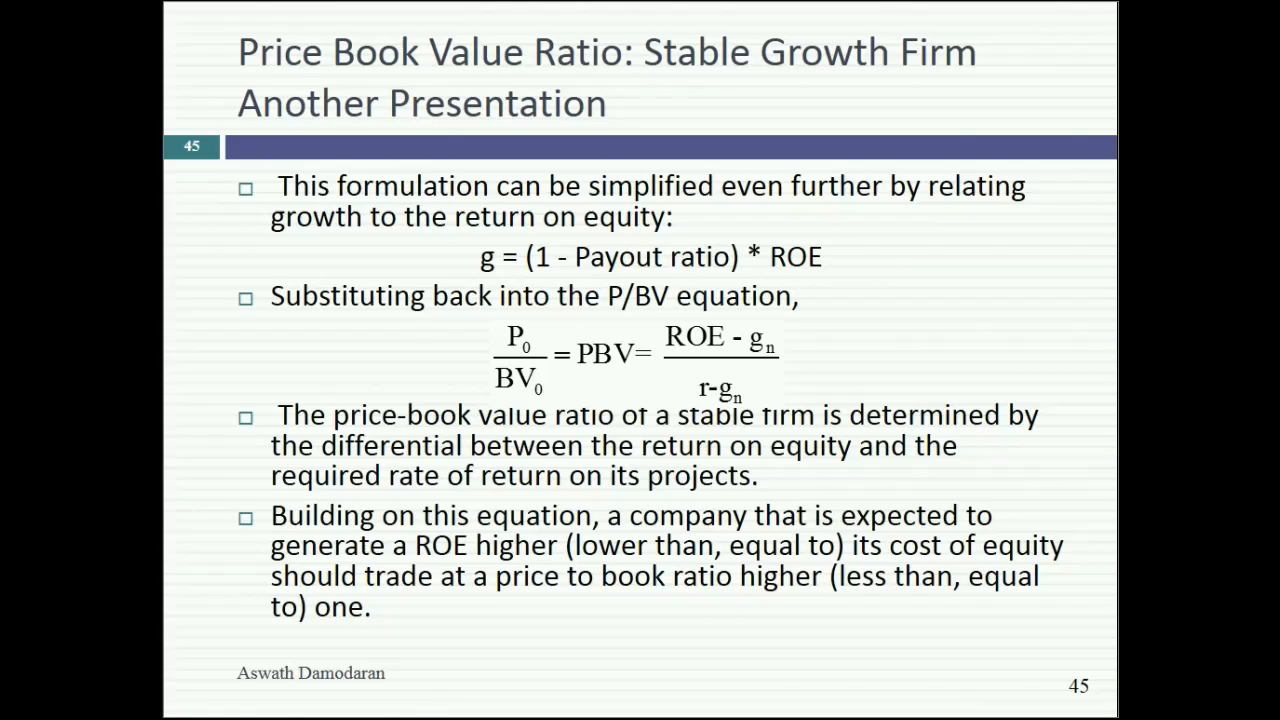 Price Book Value Ratio: Stable Growth Firm
Another Presentation
45
This formulation can be simplified even further by relating
growth to the return on equity:
g = (1 - Payout ratio) * ROE
Substituting back into the P/BV equation,
P0/BV0 = PBV= ROE - gn/r-gn
The price-book value ratio of a stable firm is determined by
the differential between the return on equity and the
required rate of return on its projects.
Building on this equation, a company that is expected to
generate a ROE higher (lower than, equal to) its cost of equity
should trade at a price to book ratio higher (less than, equal
to) one.
Aswath Damodaran
45